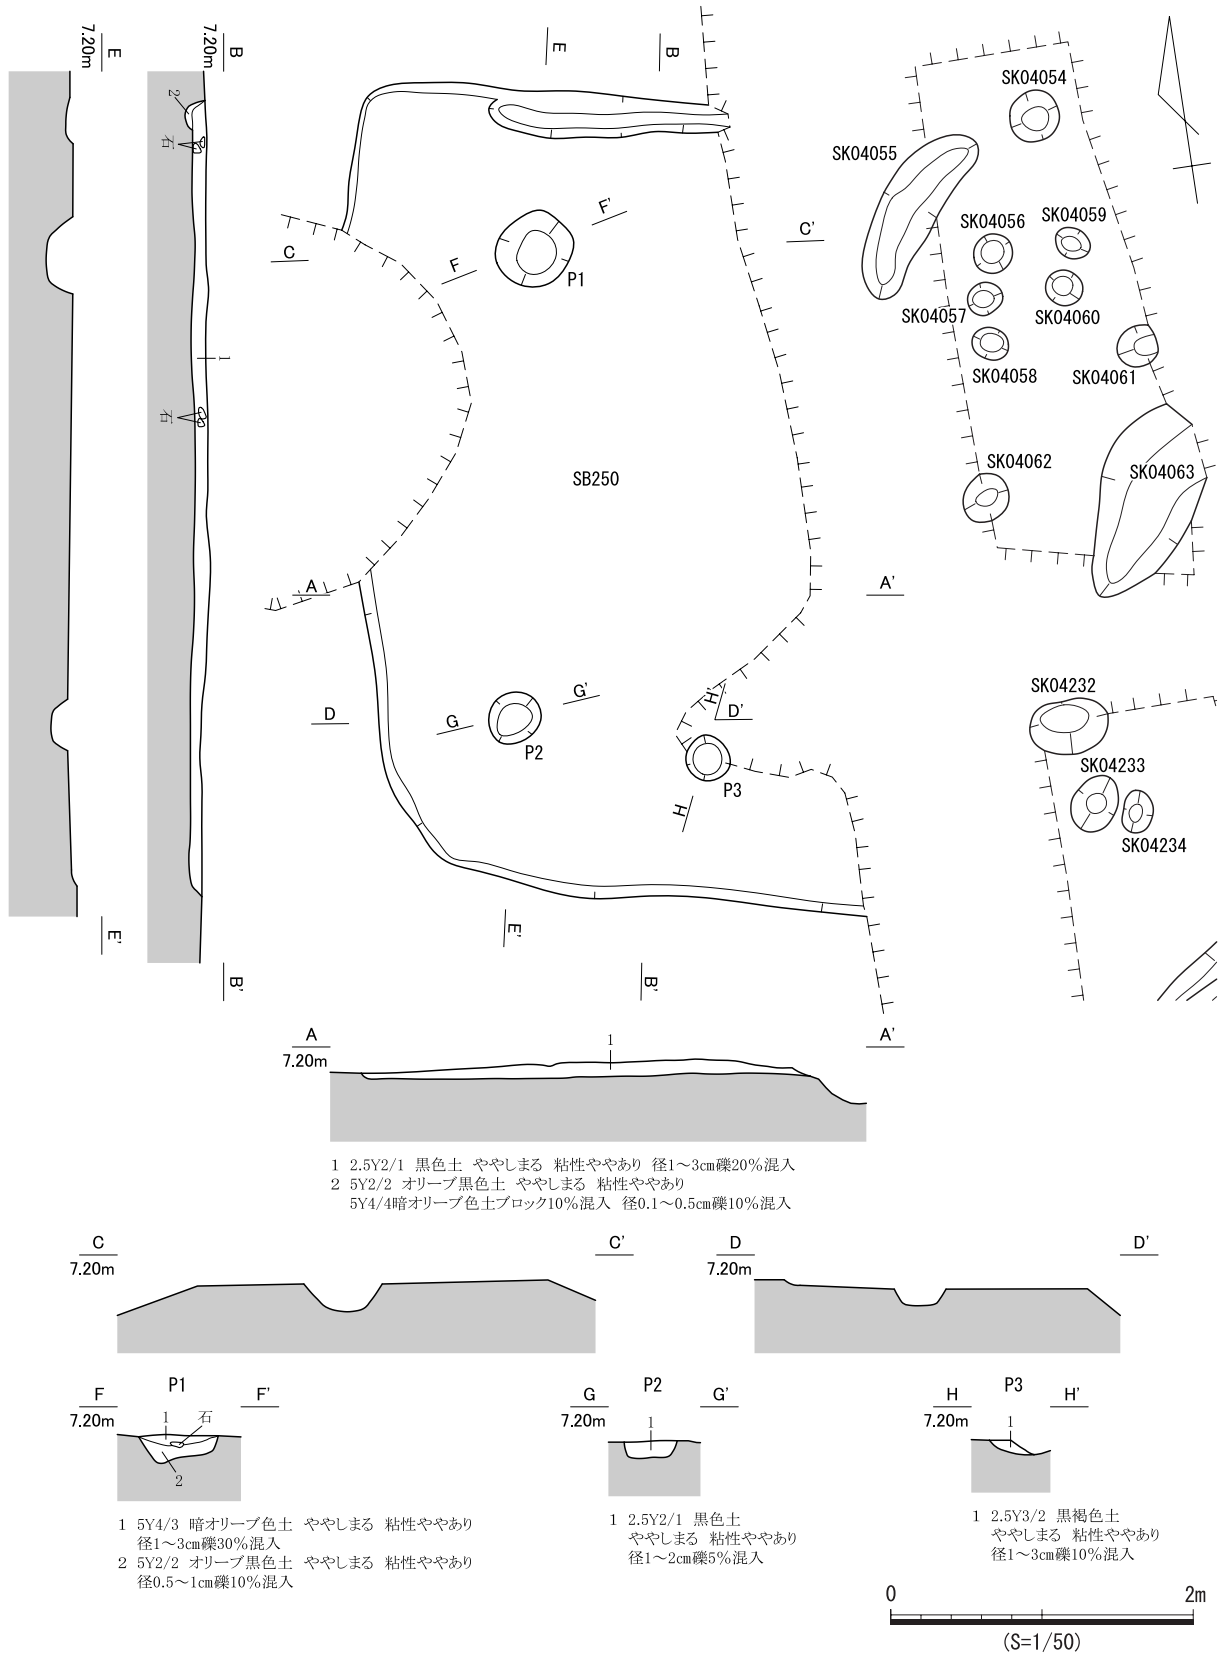 E
7.20m
B
7.20m
2
石
1
石
E'
B'
E
B
SK04054
SK04055
SK04056
SK04059
SK04057
SK04060
SK04058
SK04061
SK04062
SK04063
C
C'
F
F'
P1
SB250
A
A'
D
D'
G
G'
P2
H'
H
P3
E'
B'
SK04232
SK04233
SK04234
A
7.20m
1
A'
1 2.5Y2/1 黒色土 ややしまる 粘性ややあり 径1～3cm礫20%混入
2 5Y2/2 オリーブ黒色土 ややしまる 粘性ややあり
5Y4/4暗オリーブ色土ブロック10%混入 径0.1～0.5cm礫10%混入
C
7.20m
C'
D
7.20m
D'
F
7.20m
P1
F'
1
石
2
G
7.20m
P2
G'
1
H
7.20m
P3
H'
1
1 5Y4/3 暗オリーブ色土 ややしまる 粘性ややあり
径1～3cm礫30%混入
2 5Y2/2 オリーブ黒色土 ややしまる 粘性ややあり
径0.5～1cm礫10%混入
1 2.5Y2/1 黒色土
ややしまる 粘性ややあり
径1～2cm礫5%混入
1 2.5Y3/2 黒褐色土
ややしまる 粘性ややあり
径1～3cm礫10%混入
0 2m
(S=1/50)